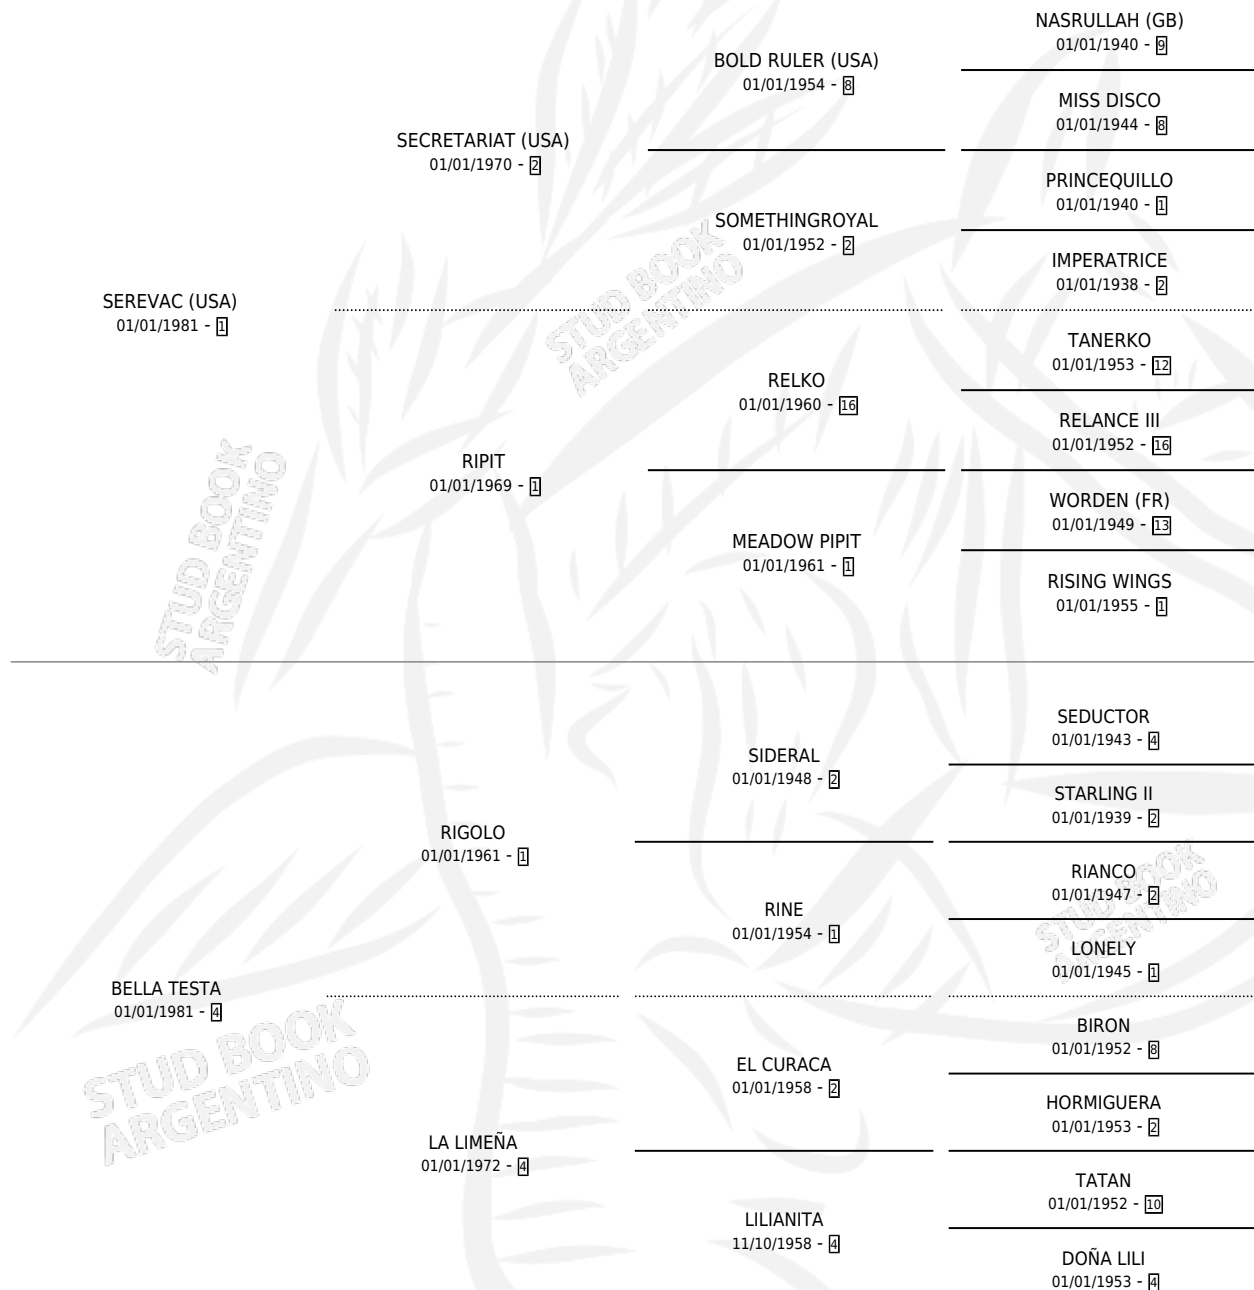 NASRULLAH (GB)
01/01/1940 - 9
BOLD RULER (USA)
01/01/1954 - 8
MISS DISCO
01/01/1944 - 8
SECRETARIAT (USA)
01/01/1970 - 2
PRINCEQUILLO
01/01/1940 - 1
SOMETHINGROYAL
01/01/1952 - 2
IMPERATRICE
01/01/1938 - 2
SEREVAC (USA)
01/01/1981 - 1
STUD BOOK
ARGENTINO
TANERKO
01/01/1953 - 12
RELKO
01/01/1960 - 16
RELANCE III
01/01/1952 - 16
RIPIT
01/01/1969 - 1
WORDEN (FR)
01/01/1949 - 13
MEADOW PIPIT
01/01/1961 - 1
RISING WINGS
01/01/1955 - 1
STUD BOOK
ARGENTINO
SEDUCTOR
01/01/1943 - 4
SIDERAL
01/01/1948 - 2
STARLING II
01/01/1939 - 2
RIGOLO
01/01/1961 - 1
RIANCO
01/01/1947 - 2
RINE
01/01/1954 - 1
LONELY
01/01/1945 - 1
STUD BOOK
ARGENTINO
BELLA TESTA
01/01/1981 - 4
STUD BOOK
ARGENTINO
BIRON
01/01/1952 - 8
EL CURACA
01/01/1958 - 2
HORMIGUERA
01/01/1953 - 2
LA LIMEÑA
01/01/1972 - 4
TATAN
01/01/1952 - 10
LILIANITA
11/10/1958 - 4
DOÑA LILI
01/01/1953 - 4